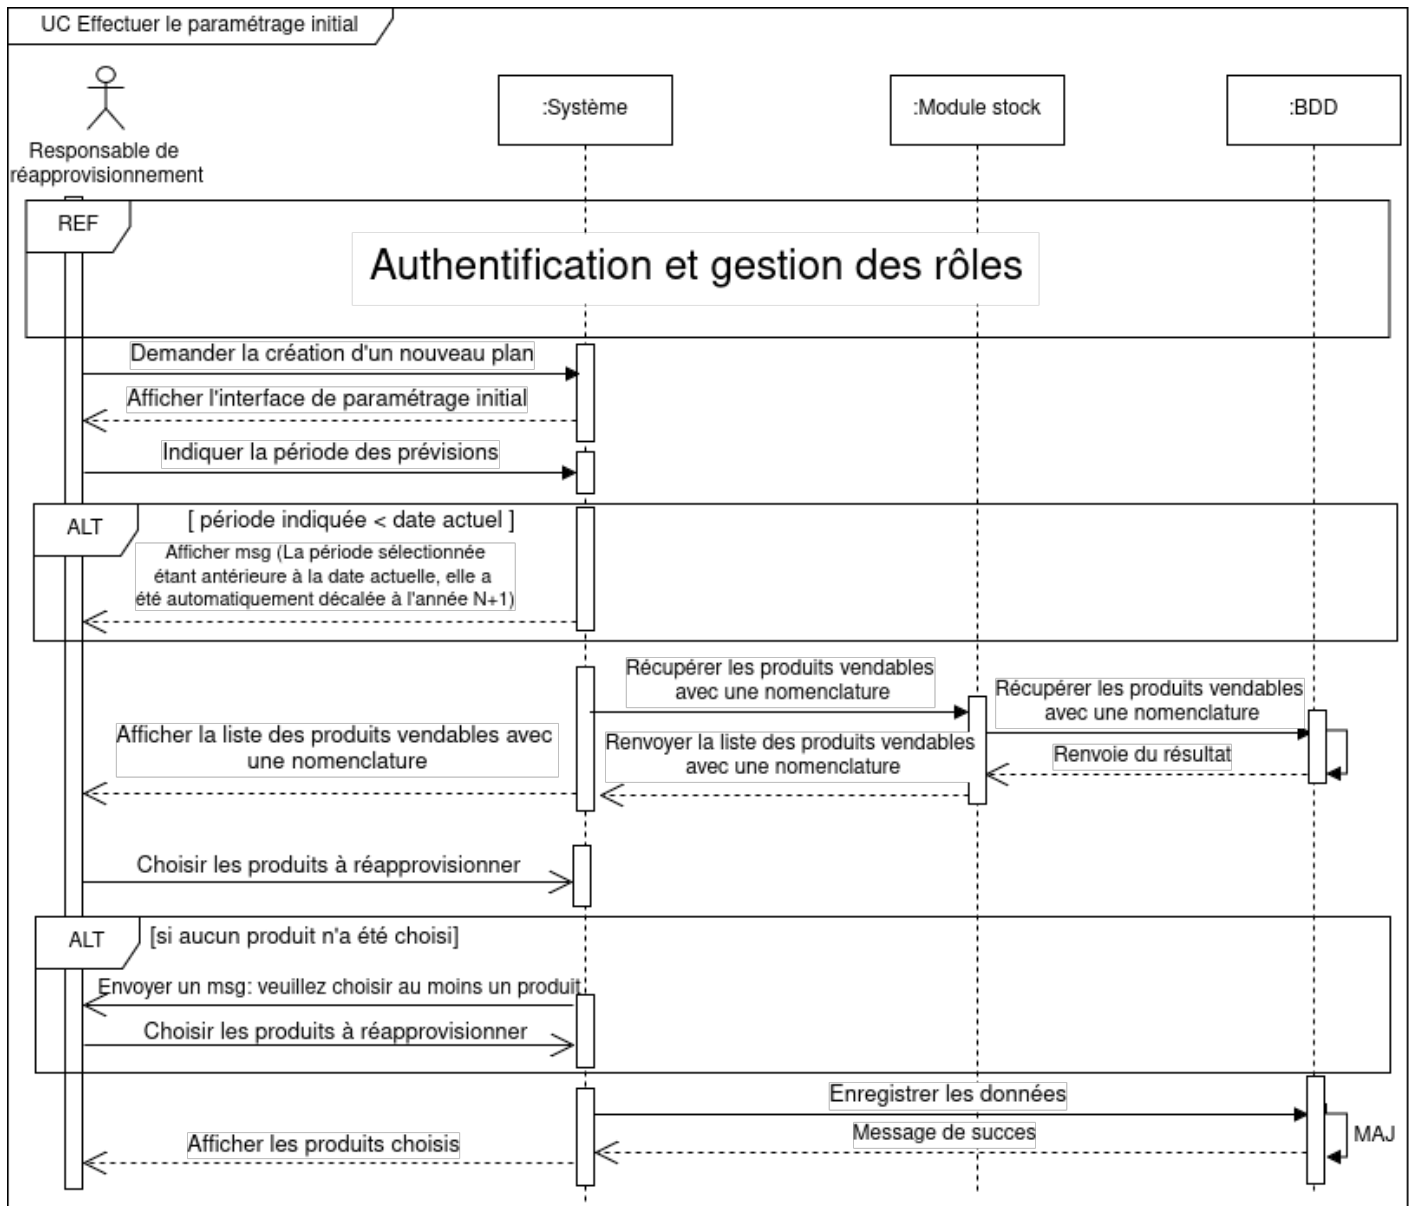 UC Effectuer le paramétrage initial
:Système
:Module stock
:BDD
Responsable de
réapprovisionnement
REF
Authentification et gestion des rôles
Demander la création d'un nouveau plan
Afficher l'interface de paramétrage initial
Indiquer la période des prévisions
ALT
[ période indiquée < date actuel ]
Afficher msg (La période sélectionnée
étant antérieure à la date actuelle, elle a
été automatiquement décalée à l'année N+1)
Récupérer les produits vendables
avec une nomenclature
Récupérer les produits vendables
avec une nomenclature
Afficher la liste des produits vendables avec
une nomenclature
Renvoyer la liste des produits vendables
avec une nomenclature
Renvoie du résultat
Choisir les produits à réapprovisionner
ALT
[si aucun produit n'a été choisi]
Envoyer un msg: veuillez choisir au moins un produit
Choisir les produits à réapprovisionner
Enregistrer les données
Message de succes
MAJ
Afficher les produits choisis